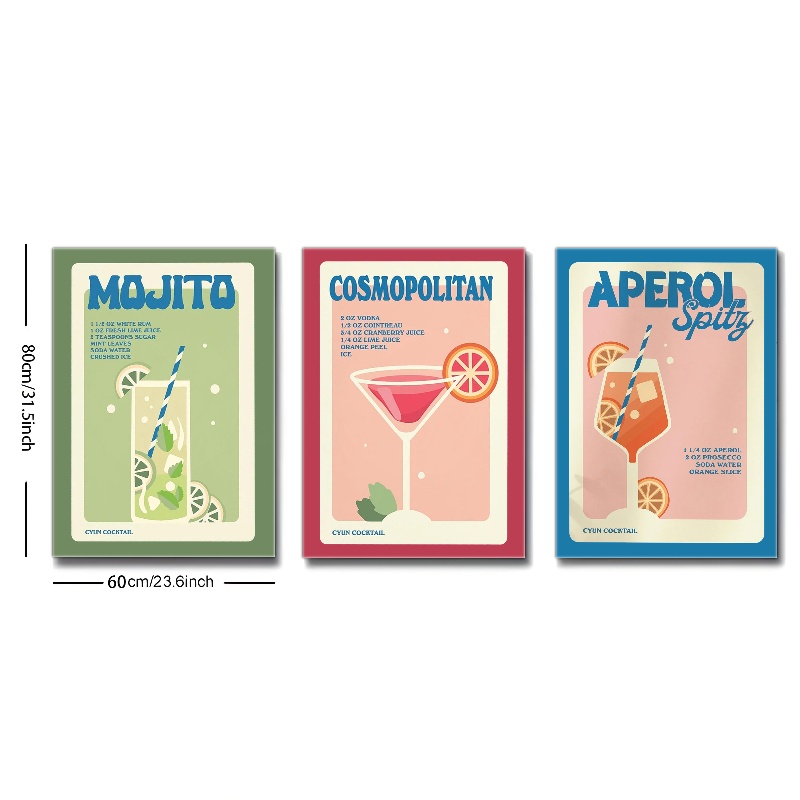 MOJITO
1 1/2 OZ WHITE RUM
1 OZ FRESH LIME JUICE
2 TEASPOONS SUGAR
MINT LEAVES
SODA WATER
CRUSHED ICE
CYUN COCKTAIL
COSMOPOLITAN
2 OZ VODKA
1/2 OZ COINTREAU
3/4 OZ CRANBERRY JUICE
1/4 OZ LIME JUICE
ORANGE PEEL
ICE
CYUN COCKTAIL
APEROL
Spitz
1 1/4 OZ APEROL
2 OZ PROSECCO
SODA WATER
ORANGE SLICE
CYUN COCKTAIL
80cm/31.5inch
60cm/23.6inch